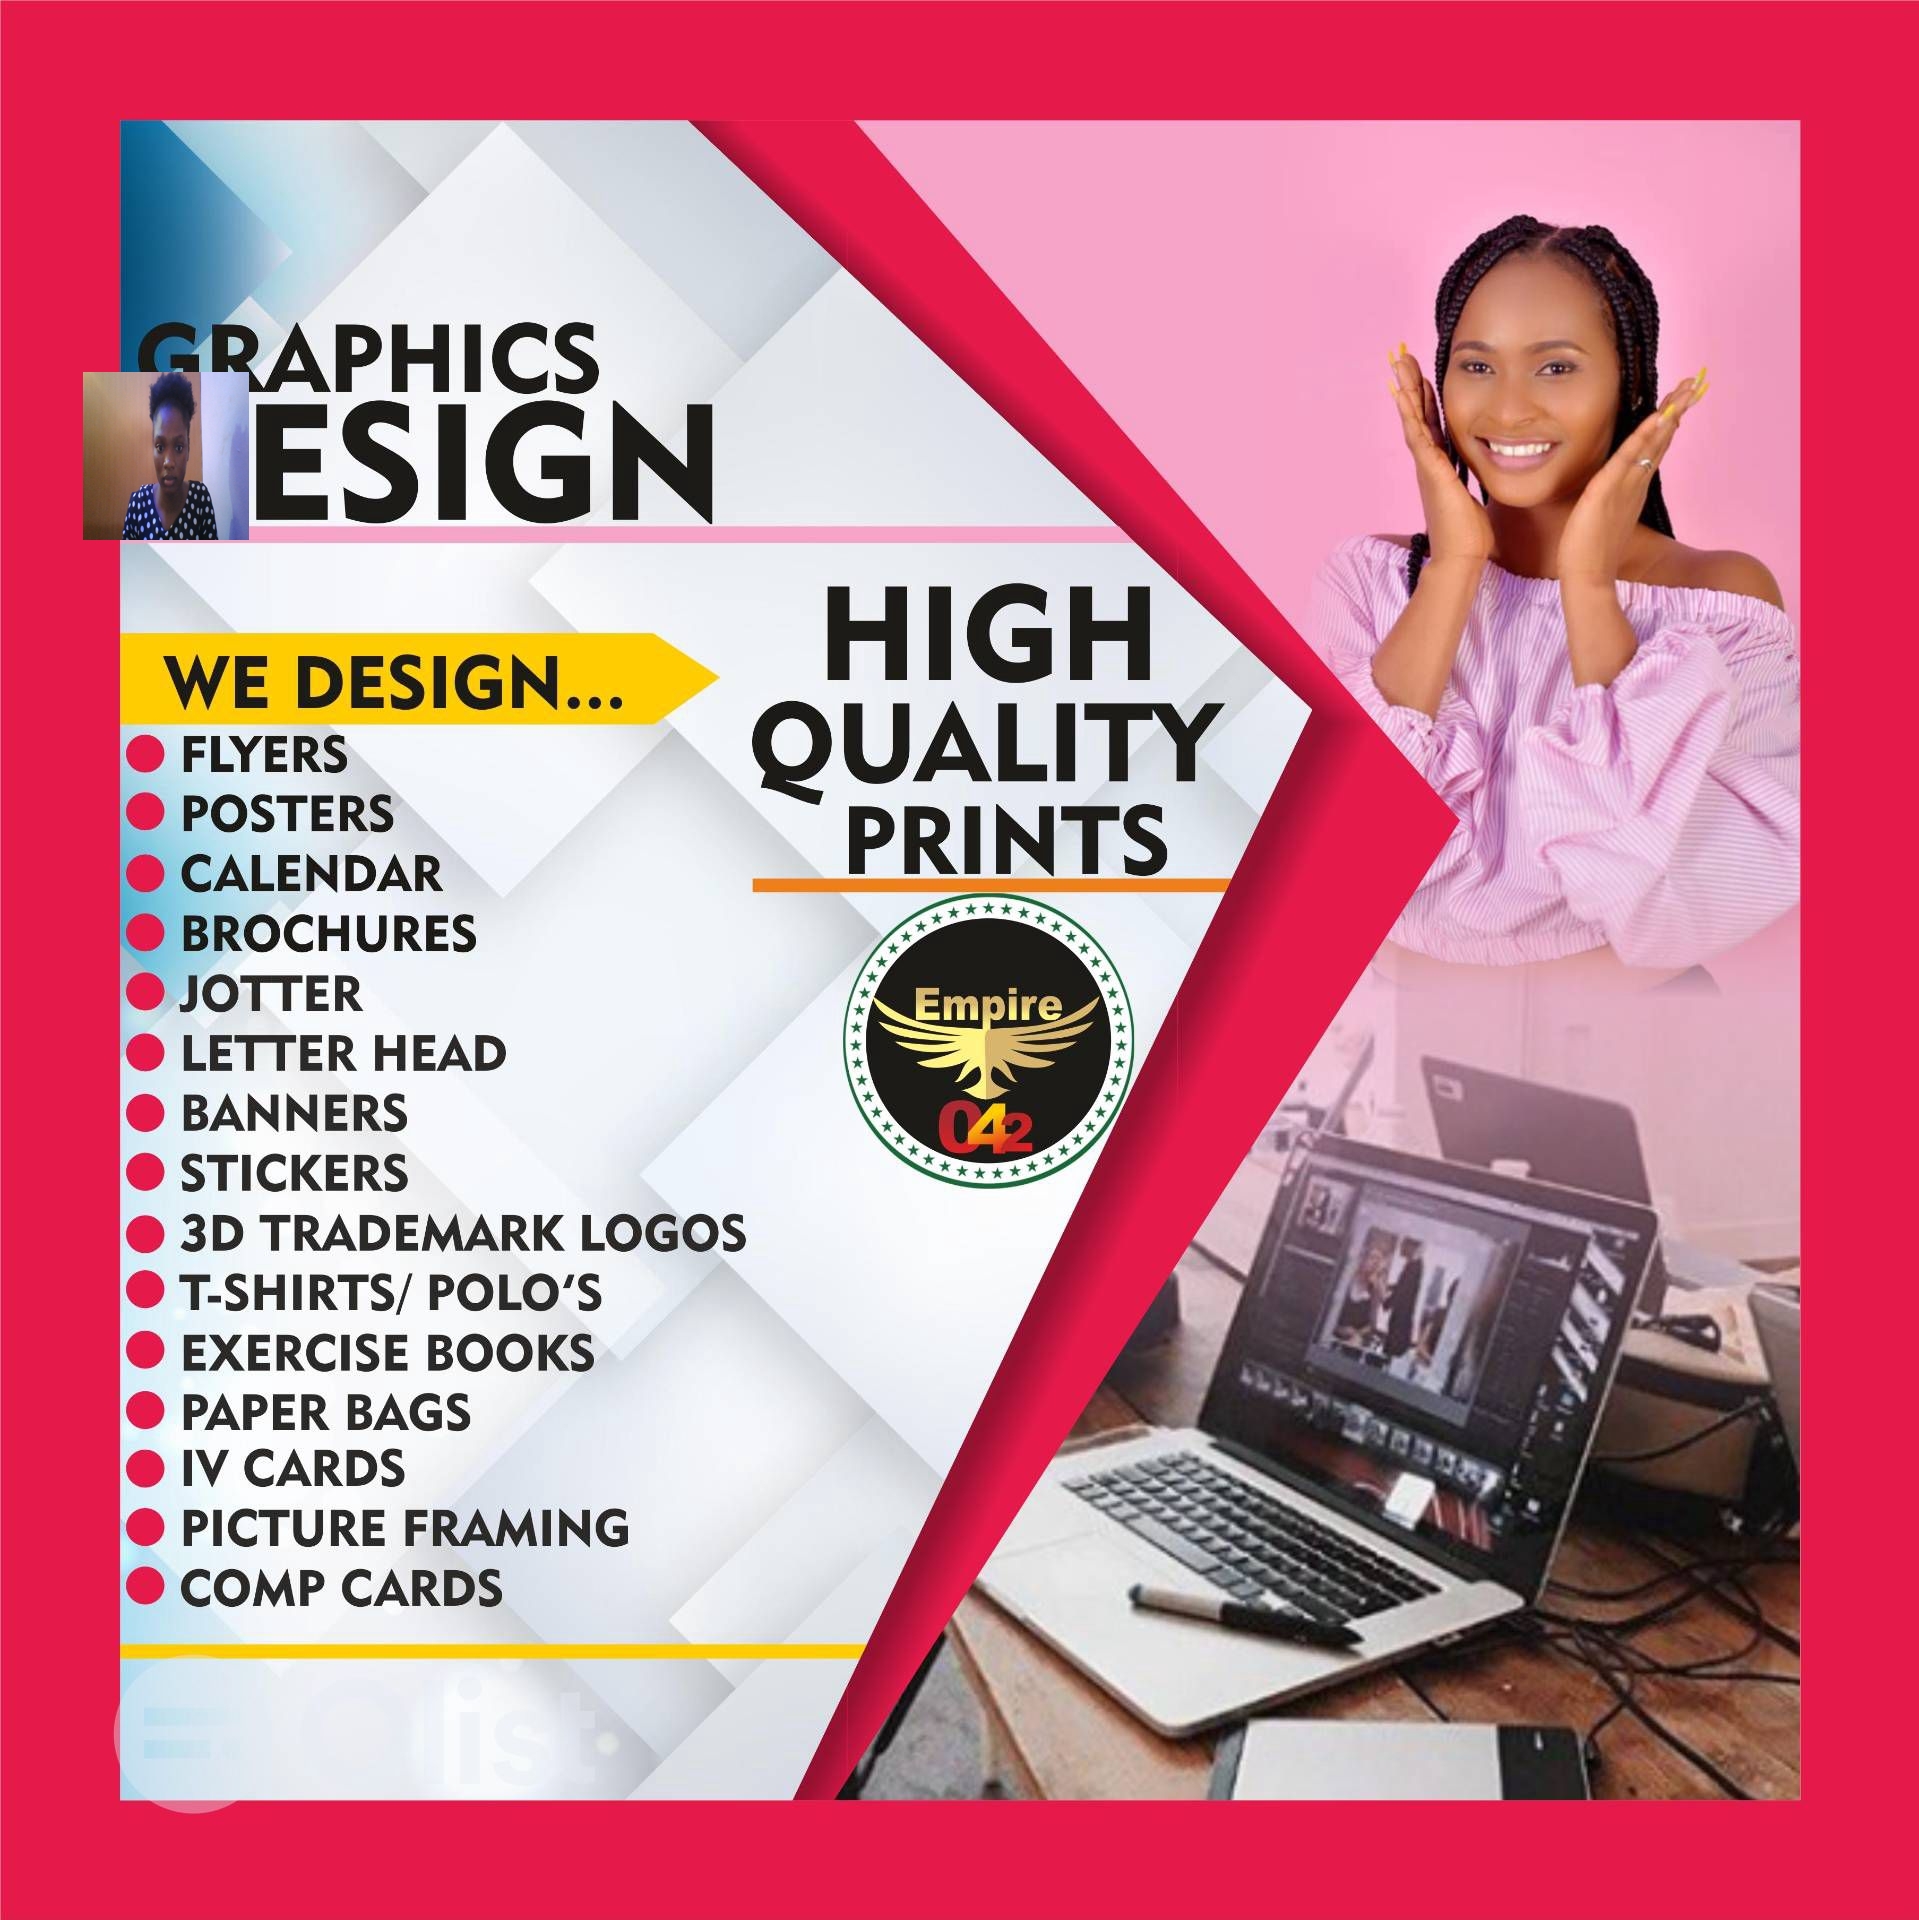 GRAPHICS
ESIGN
HIGH
QUALITY
PRINTS
WE DESIGN...
FLYERS
POSTERS
CALENDAR
BROCHURES
JOTTER
LETTER HEAD
BANNERS
STICKERS
3D TRADEMARK LOGOS
T-SHIRTS/ POLO‘S
EXERCISE BOOKS
PAPER BAGS
IV CARDS
PICTURE FRAMING
COMP CARDS
Empire
042
list